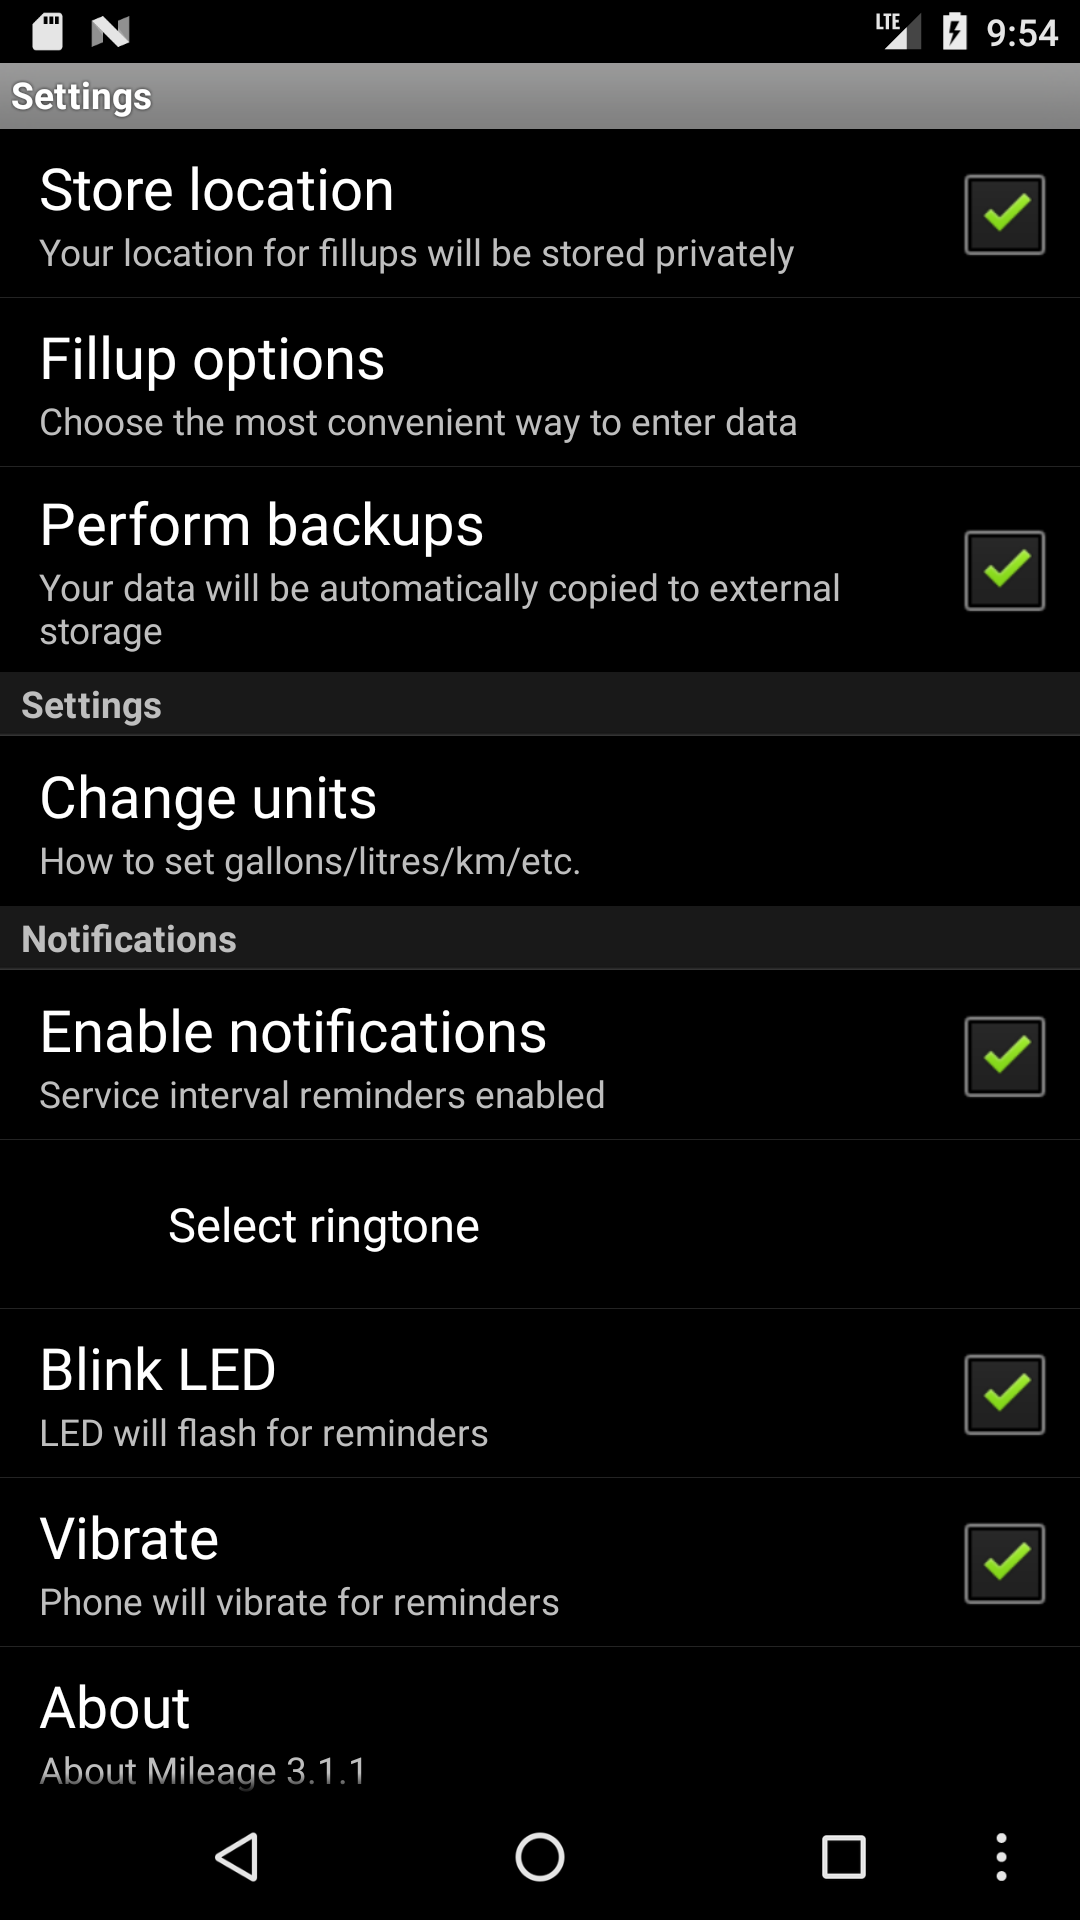 LTE 9:54
Settings
Store location
Your location for fillups will be stored privately
Fillup options
Choose the most convenient way to enter data
Perform backups
Your data will be automatically copied to external
storage
Settings
Change units
How to set gallons/litres/km/etc.
Notifications
Enable notifications
Service interval reminders enabled
Select ringtone
Blink LED
LED will flash for reminders
Vibrate
Phone will vibrate for reminders
About
About Mileage 3.1.1